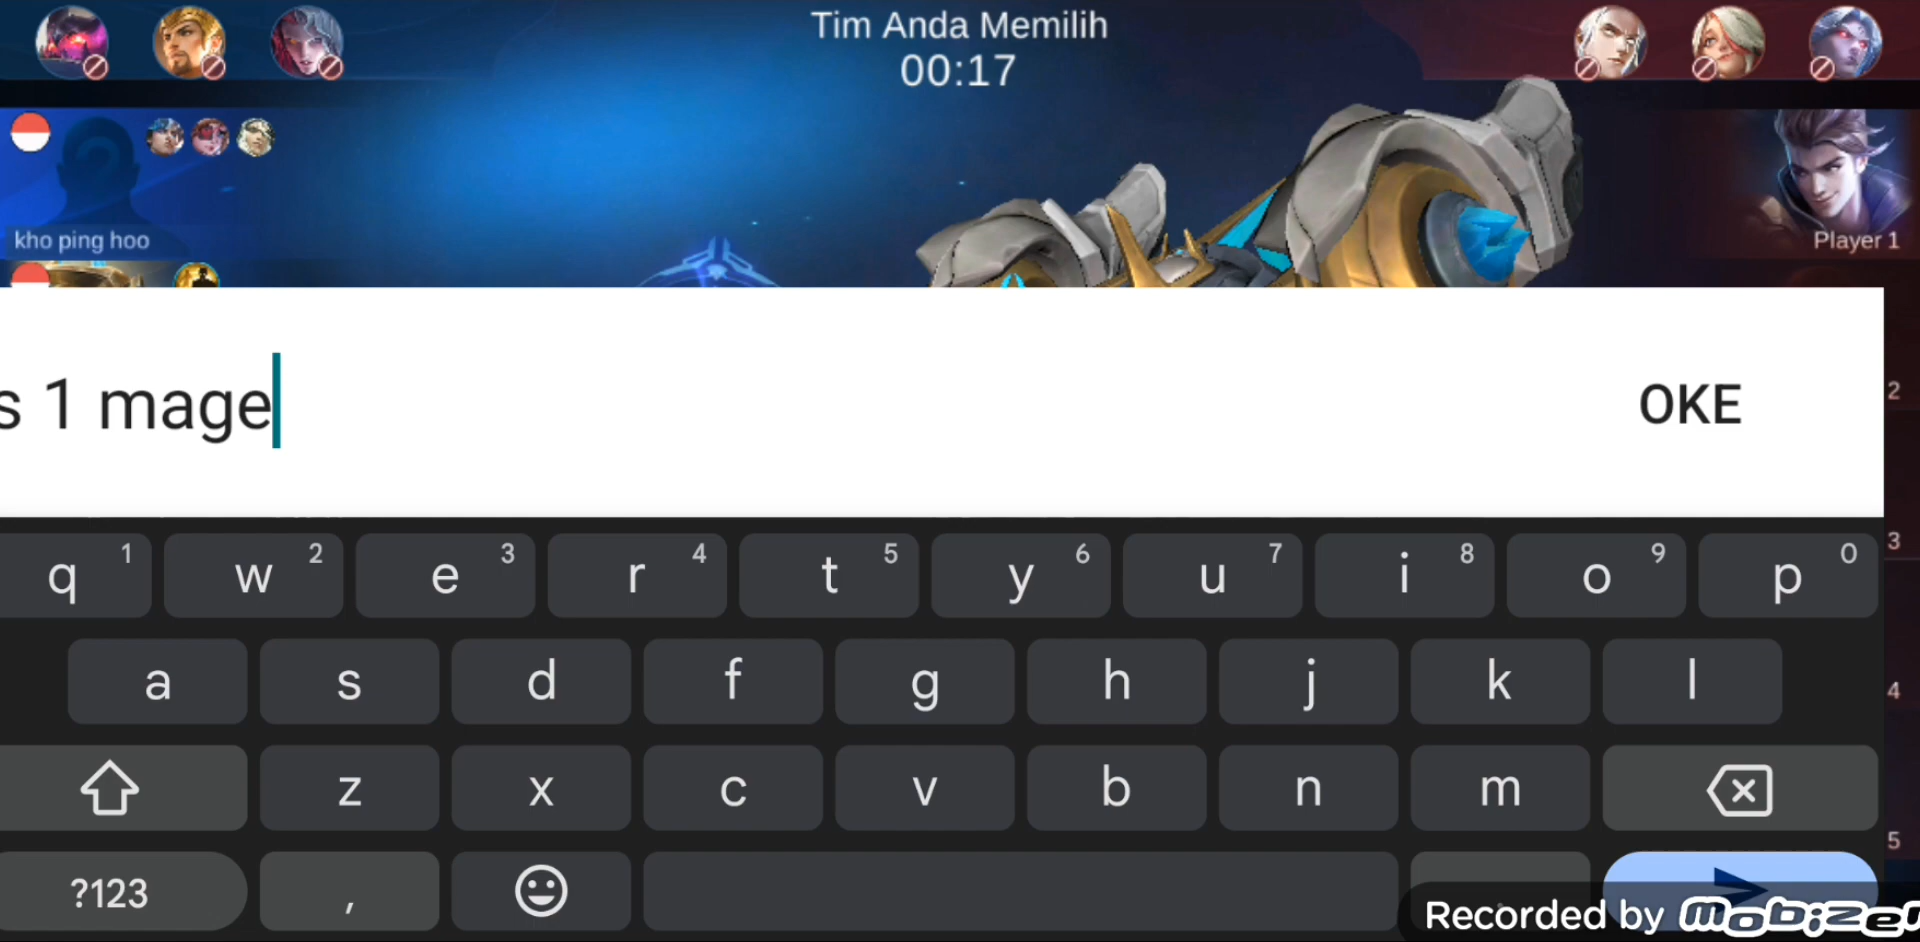 Tim Anda Memilih
00:17
kho ping hoo
Player 1
s 1 mage
OKE
2
3
4
5
q 1 w 2 e 3 r 4 t 5 y 6 u 7 i 8 o 9 p 0
a s d f g h j k l
z x c v b n m
?123 ,
Recorded by